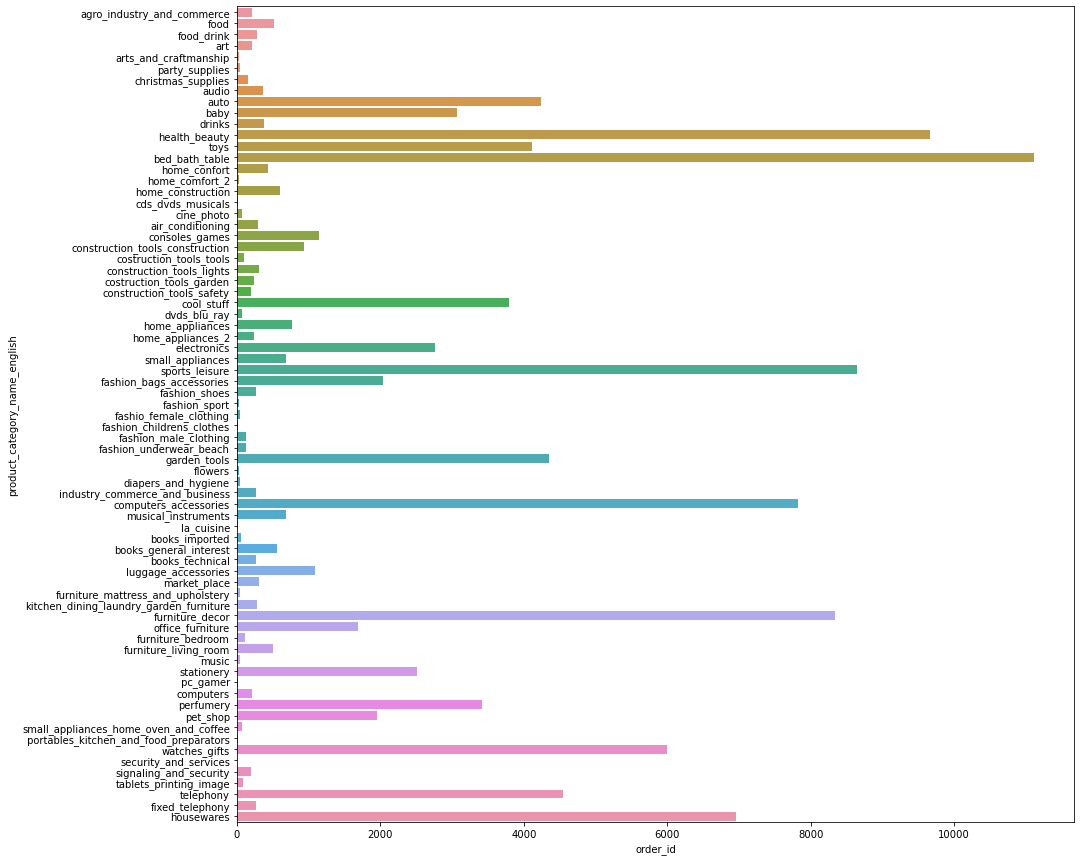 agro_industry_and_commerce
food
food_drink
art
arts_and_craftmanship
party_supplies
christmas_supplies
audio
auto
baby
drinks
health_beauty
toys
bed_bath_table
home_confort
home_comfort_2
home_construction
cds_dvds_musicals
cine_photo
air_conditioning
consoles_games
construction_tools_construction
costruction_tools_tools
construction_tools_lights
costruction_tools_garden
construction_tools_safety
cool_stuff
dvds_blu_ray
home_appliances
home_appliances_2
electronics
small_appliances
sports_leisure
fashion_bags_accessories
fashion_shoes
fashion_sport
fashio_female_clothing
fashion_childrens_clothes
fashion_male_clothing
fashion_underwear_beach
garden_tools
flowers
diapers_and_hygiene
industry_commerce_and_business
computers_accessories
musical_instruments
la_cuisine
books_imported
books_general_interest
books_technical
luggage_accessories
market_place
furniture_mattress_and_upholstery
kitchen_dining_laundry_garden_furniture
furniture_decor
office_furniture
furniture_bedroom
furniture_living_room
music
stationery
pc_gamer
computers
perfumery
pet_shop
small_appliances_home_oven_and_coffee
portables_kitchen_and_food_preparators
watches_gifts
security_and_services
signaling_and_security
tablets_printing_image
telephony
fixed_telephony
housewares
product_category_name_english
0 2000 4000 6000 8000 10000
order_id